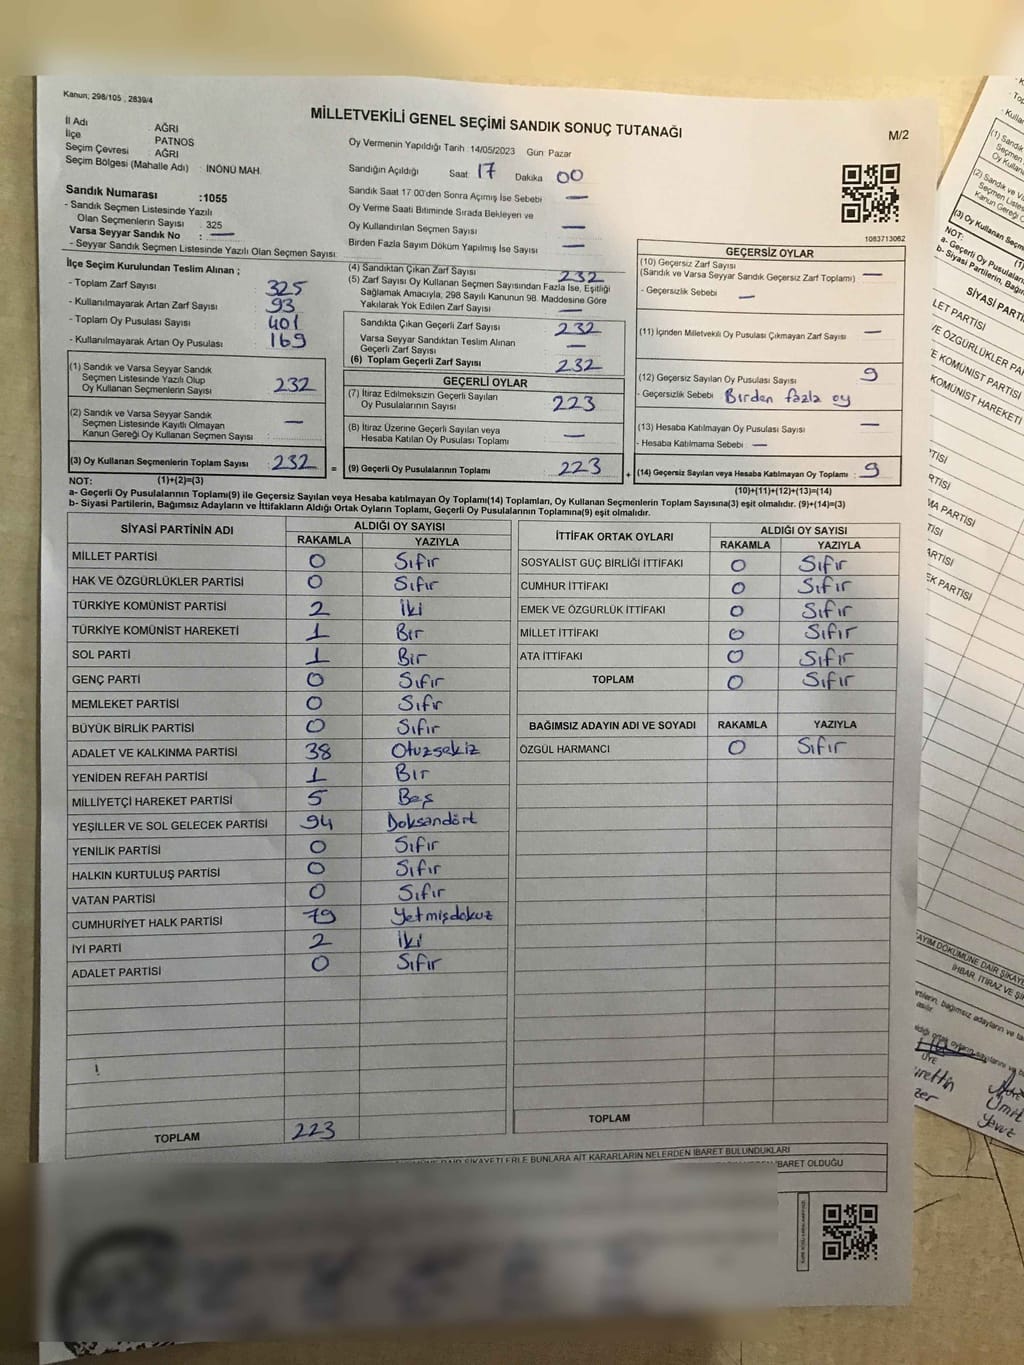 Kanun; 298/105 , 2839/4
MİLLETVEKİLİ GENEL SEÇİMİ SANDIK SONUÇ TUTANAĞI
M/2
İl Adı : AĞRI
İlçe : PATNOS
Seçim Çevresi : AĞRI
Seçim Bölgesi (Mahalle Adı) : İNÖNÜ MAH.
Oy Vermenin Yapıldığı Tarih :14/05/2023 Gün: Pazar
Sandığın Açıldığı Saat 17 Dakika 00
Sandık Saat 17:00'den Sonra Açımış İse Sebebi —
Oy Verme Saati Bitiminde Sırada Bekleyen ve
Oy Kullandırılan Seçmen Sayısı —
Birden Fazla Sayım Döküm Yapılmış İse Sayısı —
Sandık Numarası :1055
- Sandık Seçmen Listesinde Yazılı
Olan Seçmenlerin Sayısı : 325
Varsa Seyyar Sandık No : —
- Seyyar Sandık Seçmen Listesinde Yazılı Olan Seçmen Sayısı:
1083713062
İlçe Seçim Kurulundan Teslim Alınan ;
- Toplam Zarf Sayısı : 325
- Kullanılmayarak Artan Zarf Sayısı : 93
- Toplam Oy Pusulası Sayısı : 401
- Kullanılmayarak Artan Oy Pusulası : 169
(1) Sandık ve Varsa Seyyar Sandık
Seçmen Listesinde Yazılı Olup
Oy Kullanan Seçmenlerin Sayısı : 232
(2) Sandık ve Varsa Seyyar Sandık
Seçmen Listesinde Kayıtlı Olmayan
Kanun Gereği Oy Kullanan Seçmen Sayısı : —
(3) Oy Kullanan Seçmenlerin Toplam Sayısı : 232
(4) Sandıktan Çıkan Zarf Sayısı 232
(5) Zarf Sayısı Oy Kullanan Seçmen Sayısından Fazla İse, Eşitliği
Sağlamak Amacıyla, 298 Sayılı Kanunun 98. Maddesine Göre
Yakılarak Yok Edilen Zarf Sayısı —
Sandıkta Çıkan Geçerli Zarf Sayısı 232
Varsa Seyyar Sandıktan Teslim Alınan
Geçerli Zarf Sayısı —
(6) Toplam Geçerli Zarf Sayısı 232
GEÇERLİ OYLAR
(7) İtiraz Edilmeksizin Geçerli Sayılan
Oy Pusulalarının Sayısı 223
(8) İtiraz Üzerine Geçerli Sayılan veya
Hesaba Katılan Oy Pusulası Toplamı —
= (9) Geçerli Oy Pusulalarının Toplamı 223
GEÇERSİZ OYLAR
(10) Geçersiz Zarf Sayısı
(Sandık ve Varsa Seyyar Sandık Geçersiz Zarf Toplamı) —
- Geçersizlik Sebebi —
(11) İçinden Milletvekili Oy Pusulası Çıkmayan Zarf Sayısı —
(12) Geçersiz Sayılan Oy Pusulası Sayısı 9
- Geçersizlik Sebebi Birden fazla oy
(13) Hesaba Katılmayan Oy Pusulası Sayısı —
- Hesaba Katılmama Sebebi —
+ (14) Geçersiz Sayılan veya Hesaba Katılmayan Oy Toplamı 9
NOT: (1)+(2)=(3)
(10)+(11)+(12)+(13)=(14)
a- Geçerli Oy Pusulalarının Toplamı(9) ile Geçersiz Sayılan veya Hesaba katılmayan Oy Toplamı(14) Toplamları, Oy Kullanan Seçmenlerin Toplam Sayısına(3) eşit olmalıdır. (9)+(14)=(3)
b- Siyasi Partilerin, Bağımsız Adayların ve İttifakların Aldığı Ortak Oyların Toplamı, Geçerli Oy Pusulalarının Toplamına(9) eşit olmalıdır.
SİYASİ PARTİNİN ADI ALDIĞI OY SAYISI
RAKAMLA YAZIYLA
MİLLET PARTİSİ 0 Sıfır
HAK VE ÖZGÜRLÜKLER PARTİSİ 0 Sıfır
TÜRKİYE KOMÜNİST PARTİSİ 2 İki
TÜRKİYE KOMÜNİST HAREKETİ 1 Bir
SOL PARTİ 1 Bir
GENÇ PARTİ 0 Sıfır
MEMLEKET PARTİSİ 0 Sıfır
BÜYÜK BİRLİK PARTİSİ 0 Sıfır
ADALET VE KALKINMA PARTİSİ 38 Otuzsekiz
YENİDEN REFAH PARTİSİ 1 Bir
MİLLİYETÇİ HAREKET PARTİSİ 5 Beş
YEŞİLLER VE SOL GELECEK PARTİSİ 94 Doksandört
YENİLİK PARTİSİ 0 Sıfır
HALKIN KURTULUŞ PARTİSİ 0 Sıfır
VATAN PARTİSİ 0 Sıfır
CUMHURİYET HALK PARTİSİ 79 Yetmişdokuz
İYİ PARTİ 2 İki
ADALET PARTİSİ 0 Sıfır
TOPLAM 223
İTTİFAK ORTAK OYLARI ALDIĞI OY SAYISI
RAKAMLA YAZIYLA
SOSYALİST GÜÇ BİRLİĞİ İTTİFAKI 0 Sıfır
CUMHUR İTTİFAKI 0 Sıfır
EMEK VE ÖZGÜRLÜK İTTİFAKI 0 Sıfır
MİLLET İTTİFAKI 0 Sıfır
ATA İTTİFAKI 0 Sıfır
TOPLAM 0 Sıfır
BAĞIMSIZ ADAYIN ADI VE SOYADI RAKAMLA YAZIYLA
ÖZGÜL HARMANCI 0 Sıfır
TOPLAM
DAİR ŞİKAYETLERLE BUNLARA AİT KARARLARIN NELERDEN İBARET BULUNDUKLARI
İBARET OLDUĞU